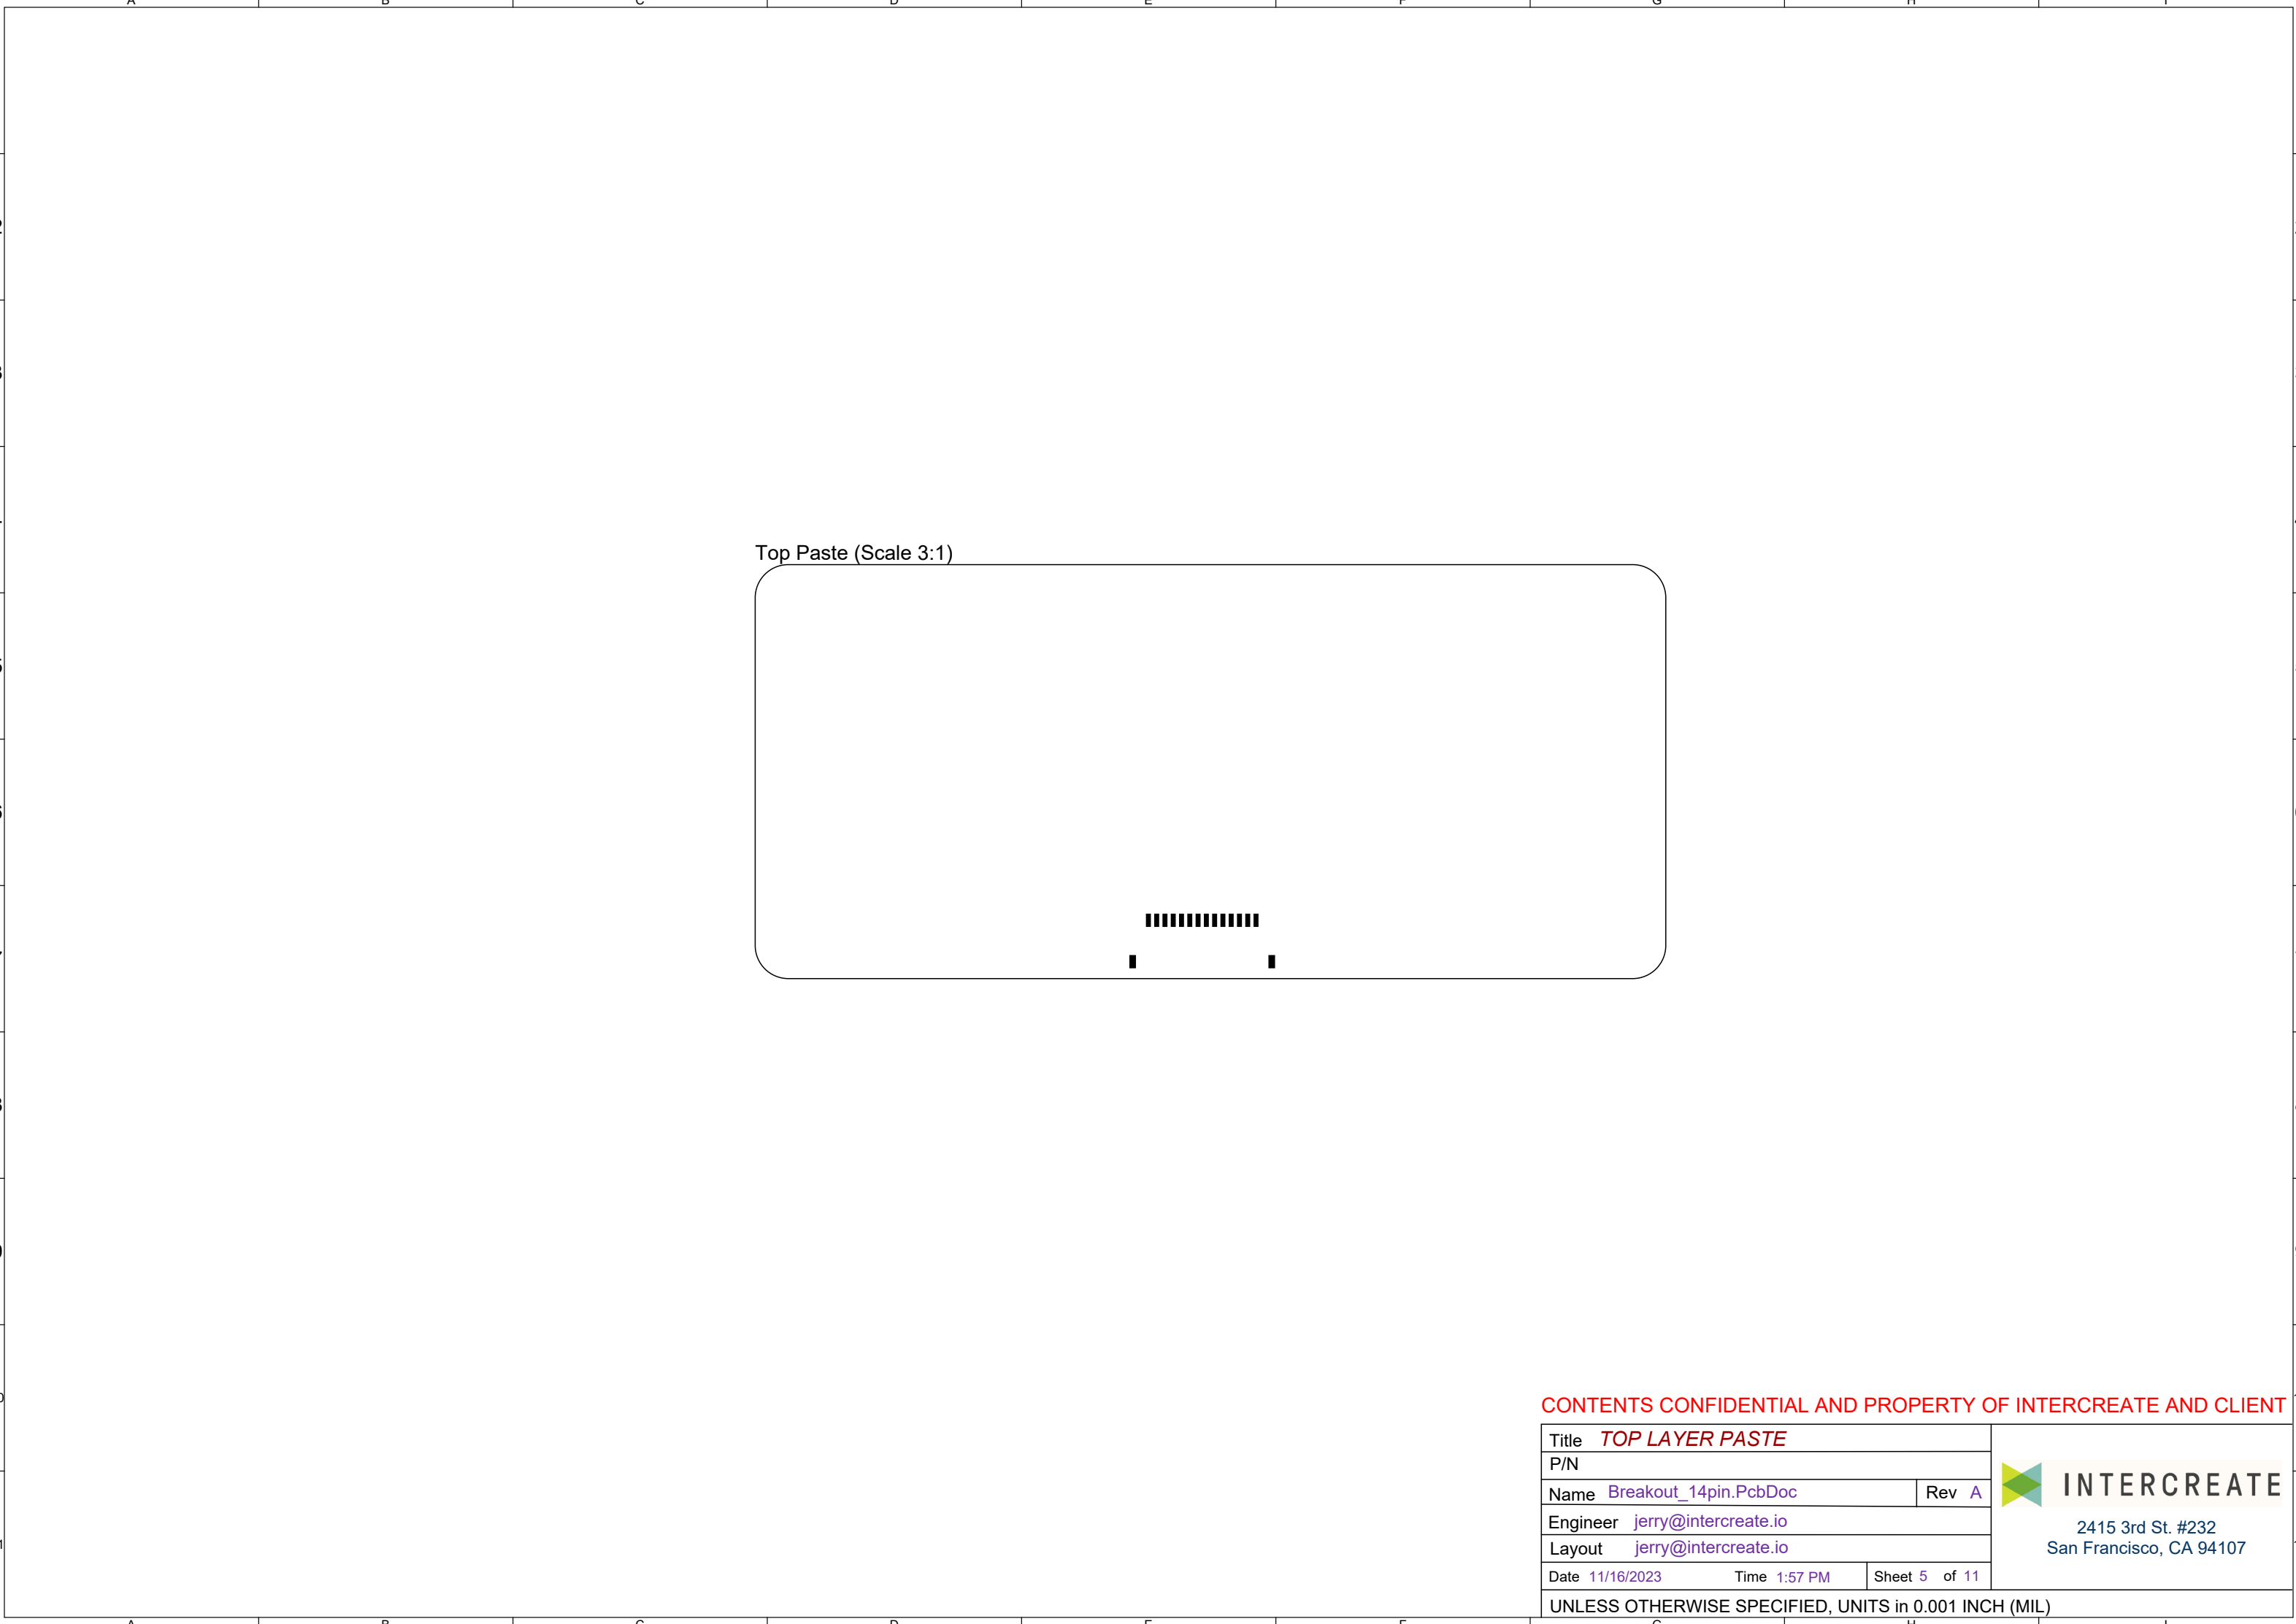 Top Paste (Scale 3:1)
CONTENTS CONFIDENTIAL AND PROPERTY OF INTERCREATE AND CLIENT
Title TOP LAYER PASTE
P/N
Name Breakout_14pin.PcbDoc Rev A
Engineer jerry@intercreate.io
Layout jerry@intercreate.io
Date 11/16/2023 Time 1:57 PM Sheet 5 of 11
UNLESS OTHERWISE SPECIFIED, UNITS in 0.001 INCH (MIL)
INTERCREATE
2415 3rd St. #232
San Francisco, CA 94107